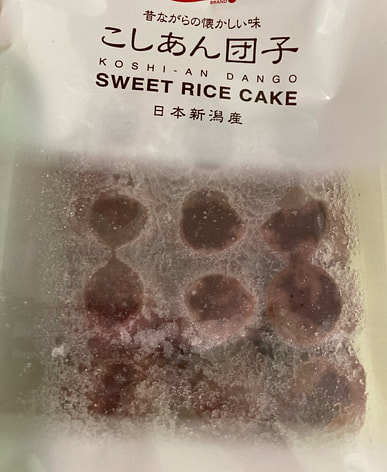 BRAND
昔ながらの懐かしい味
こしあん団子
KOSHI-AN DANGO
SWEET RICE CAKE
日本新潟産